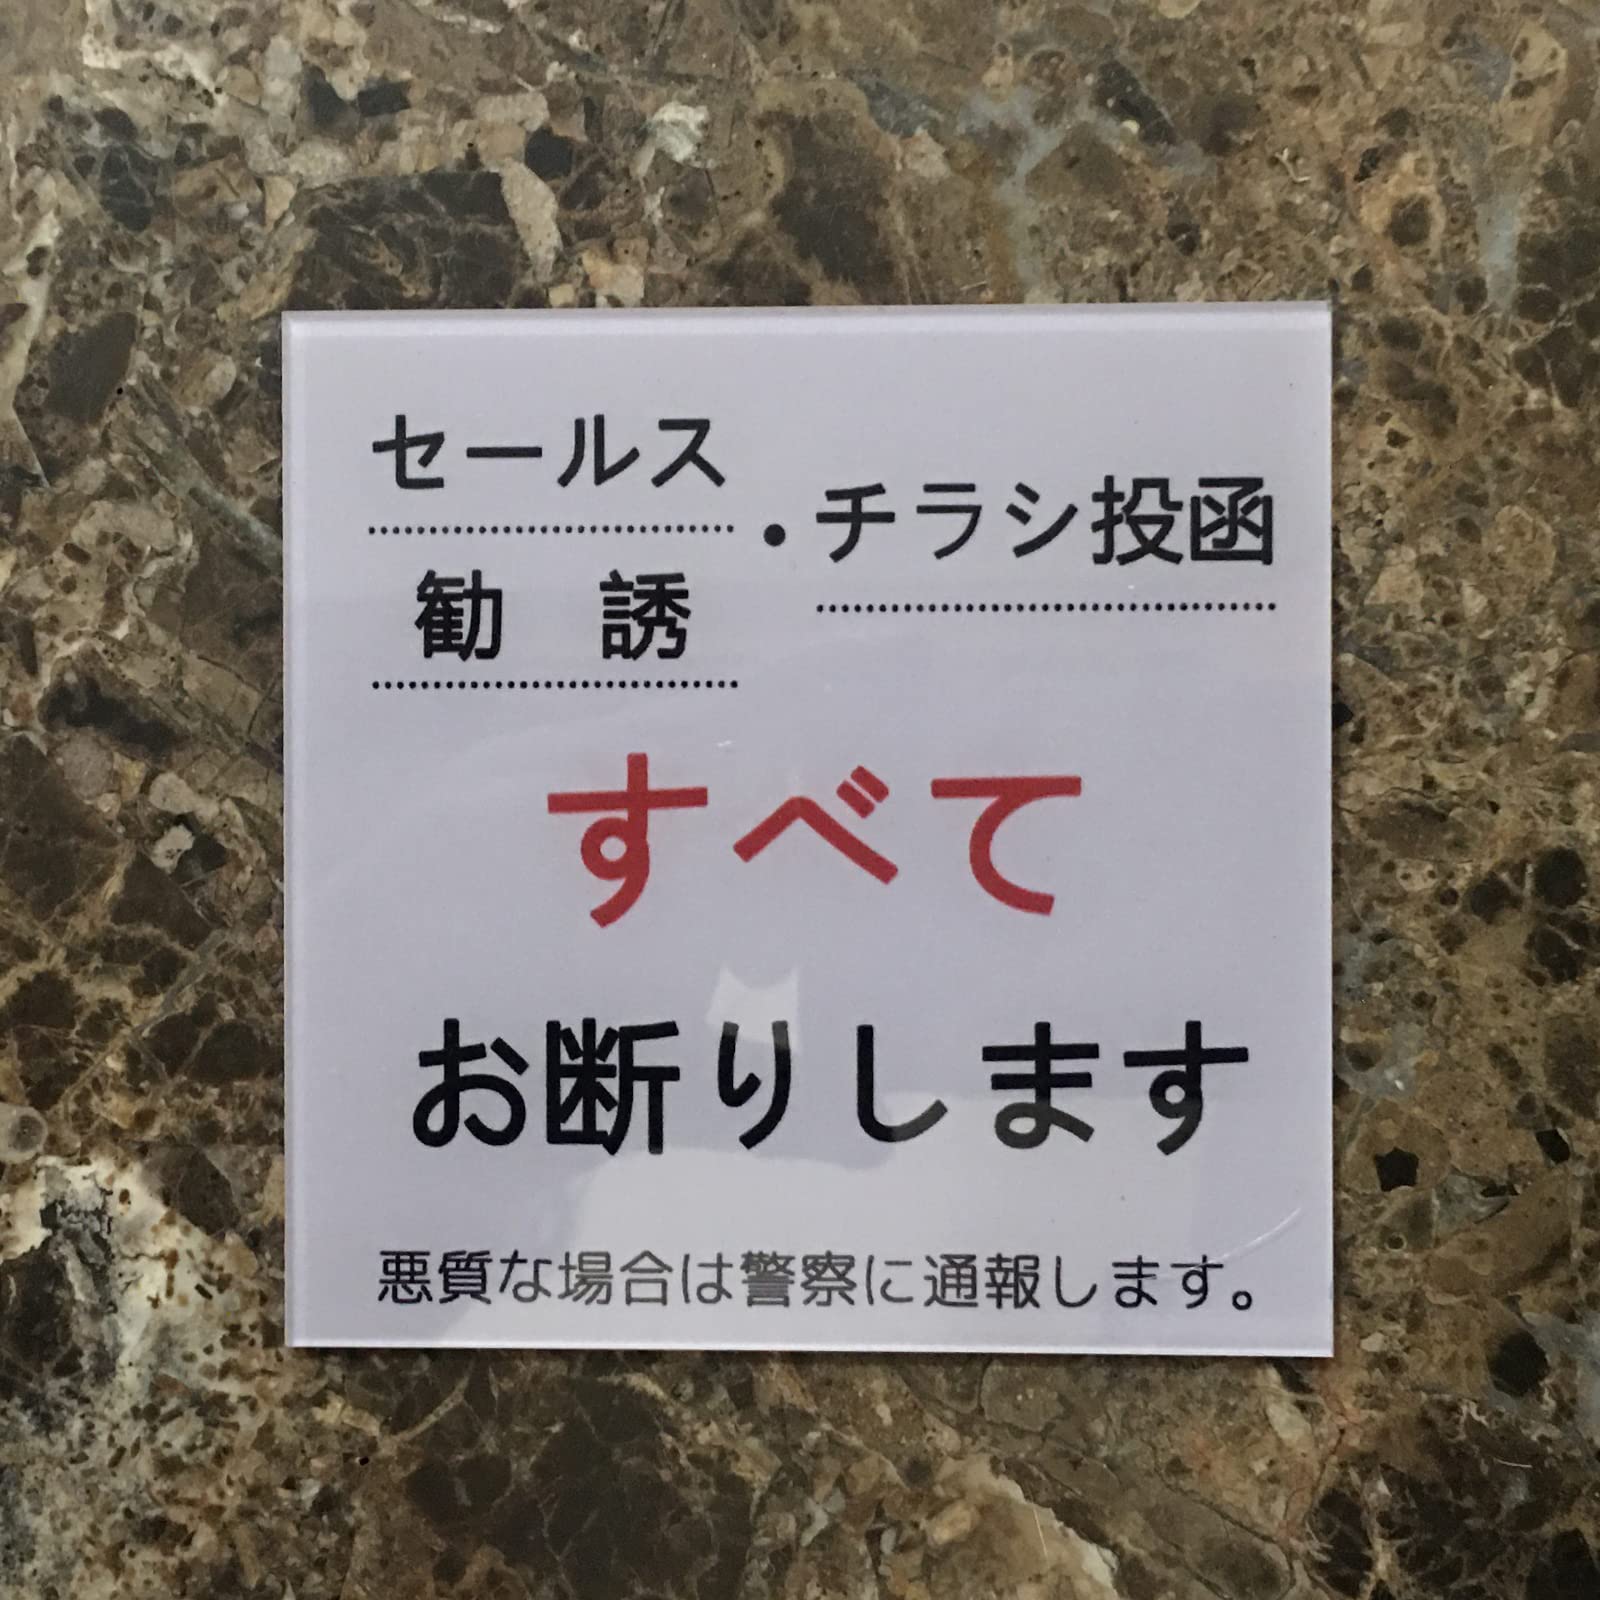 セールス
勧 誘
・チラシ投函
すべて
お断りします
悪質な場合は警察に通報します。